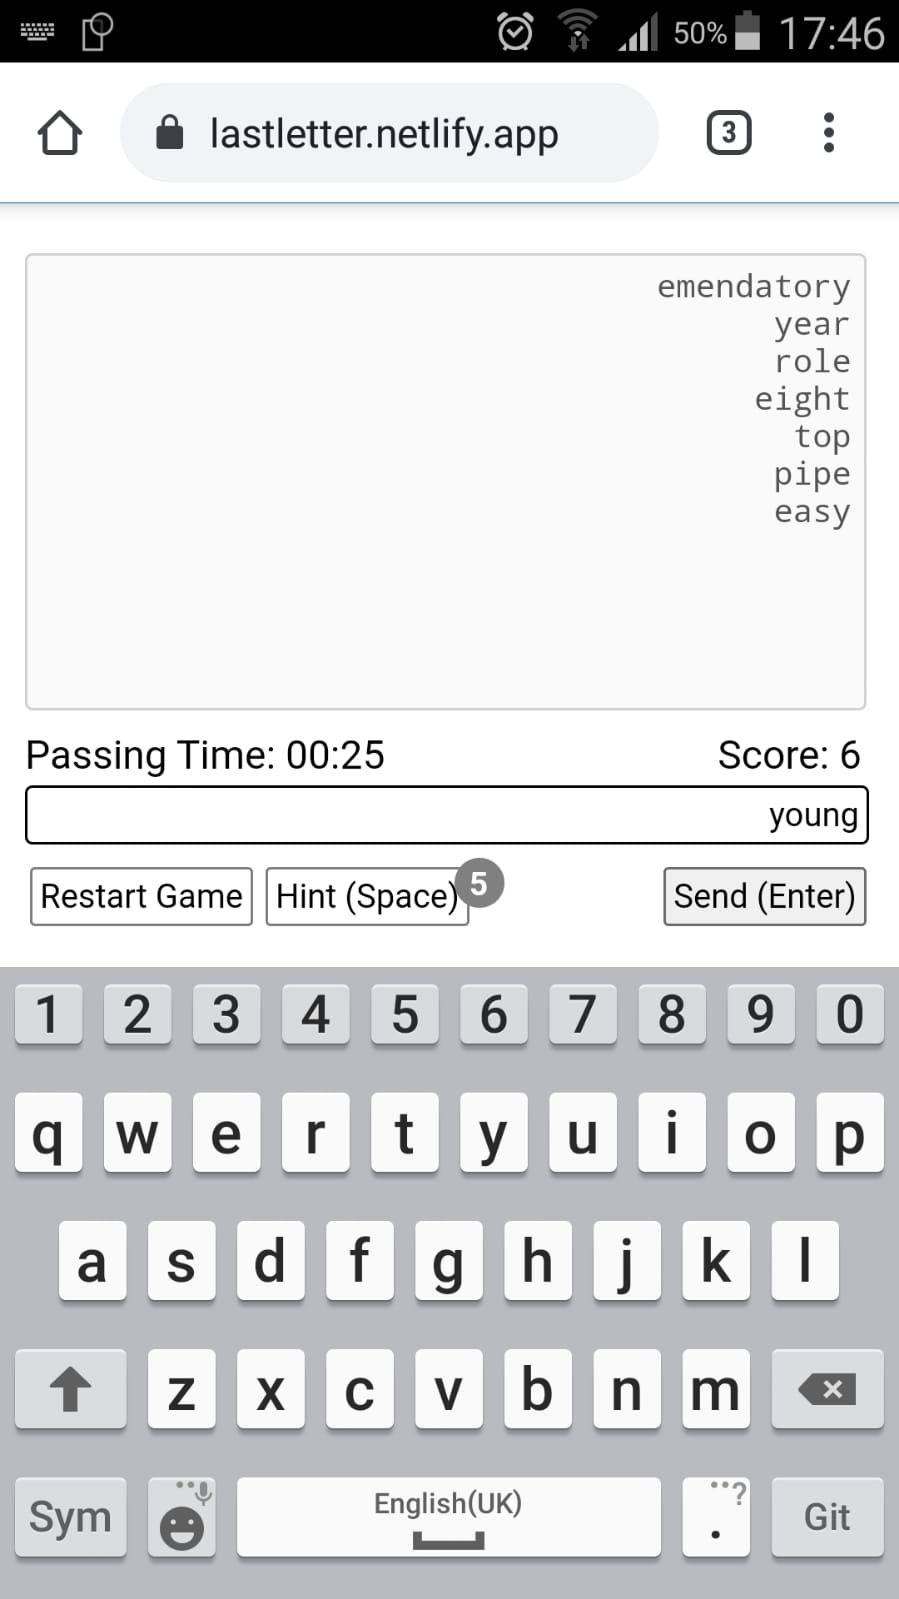 50% 17:46
lastletter.netlify.app 3
emendatory
year
role
eight
top
pipe
easy
Passing Time: 00:25 Score: 6
young
Restart Game Hint (Space) 5 Send (Enter)
1 2 3 4 5 6 7 8 9 0
q w e r t y u i o p
a s d f g h j k l
z x c v b n m
Sym English(UK) . ? Git